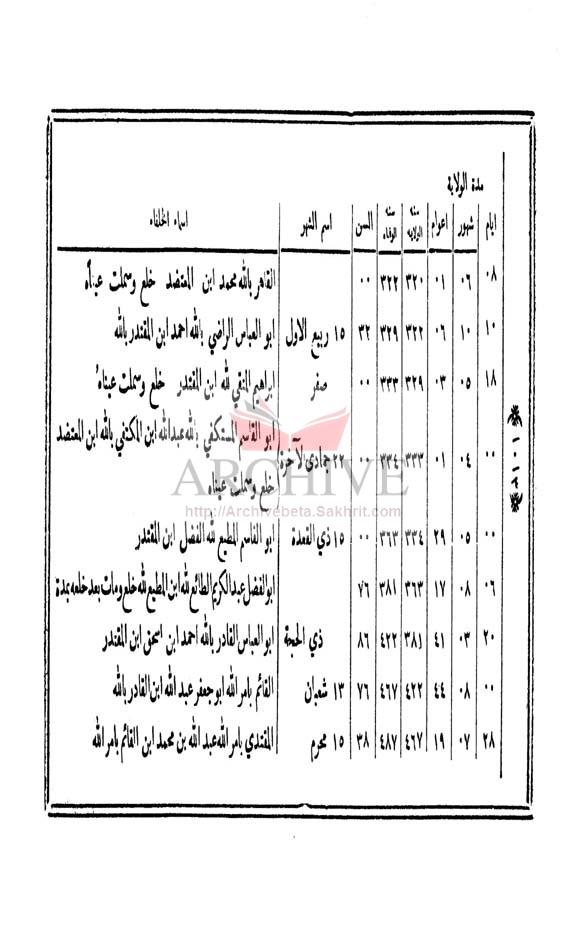 مدة الولاية
اسماء الخلفاء | اسم الشهر | السن | سنه الوفاء | سنه الولايه | اعوام | شهور | ايام
القاهر بالله محمد ابن المعتضد خلع وسملت عيناه | | ٠٠ | ٣٢٢ | ٣٢٠ | ٠١ | ٠٦ | ٠٨
ابو العباس الراضي بالله احمد ابن المقتدر بالله | ١٥ ربيع الاول | ٣٢ | ٣٢٩ | ٣٢٢ | ٠٦ | ١٠ | ١٠
ابراهيم المتقي لله ابن المقتدر خلع وسملت عيناه | صفر | ٠٠ | ٣٣٣ | ٣٢٩ | ٠٣ | ٠٥ | ١٨
ابو القاسم المستكفي بالله عبدالله ابن المكتفي بالله ابن المعتضد
خلع وسملت عيناه | ٢٢ جمادي الآخرة | ٠٠ | ٣٣٤ | ٣٣٣ | ٠١ | ٠٤ | ٠٠
ابو القاسم المطيع لله الفضل ابن المقتدر | ١٥ ذي القعدة | ٠٠ | ٣٦٣ | ٣٣٤ | ٢٩ | ٠٥ | ٠٠
ابو الفضل عبد الكريم الطائع لله ابن المطيع لله خلع ومات بعد خلعه بمدة | | ٧٦ | ٣٨١ | ٣٦٣ | ١٧ | ٠٨ | ٠٦
ابو العباس القادر بالله احمد ابن اسحق ابن المقتدر | ذي الحجة | ٨٦ | ٤٢٢ | ٣٨١ | ٤١ | ٠٣ | ٢٠
القائم بامر الله ابو جعفر عبد الله ابن القادر بالله | ١٣ شعبان | ٧٦ | ٤٦٧ | ٤٢٢ | ٤٤ | ٠٨ | ٠٠
المقتدي بامر الله عبد الله بن محمد ابن القائم بامر الله | ١٥ محرم | ٣٨ | ٤٨٧ | ٤٦٧ | ١٩ | ٠٧ | ٢٨
ARCHIVE
http://Archivebeta.Sakhrit.com